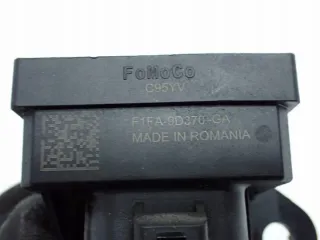 FoMoCo
C95YV
F1FA-9D370-GA
MADE IN ROMANIA